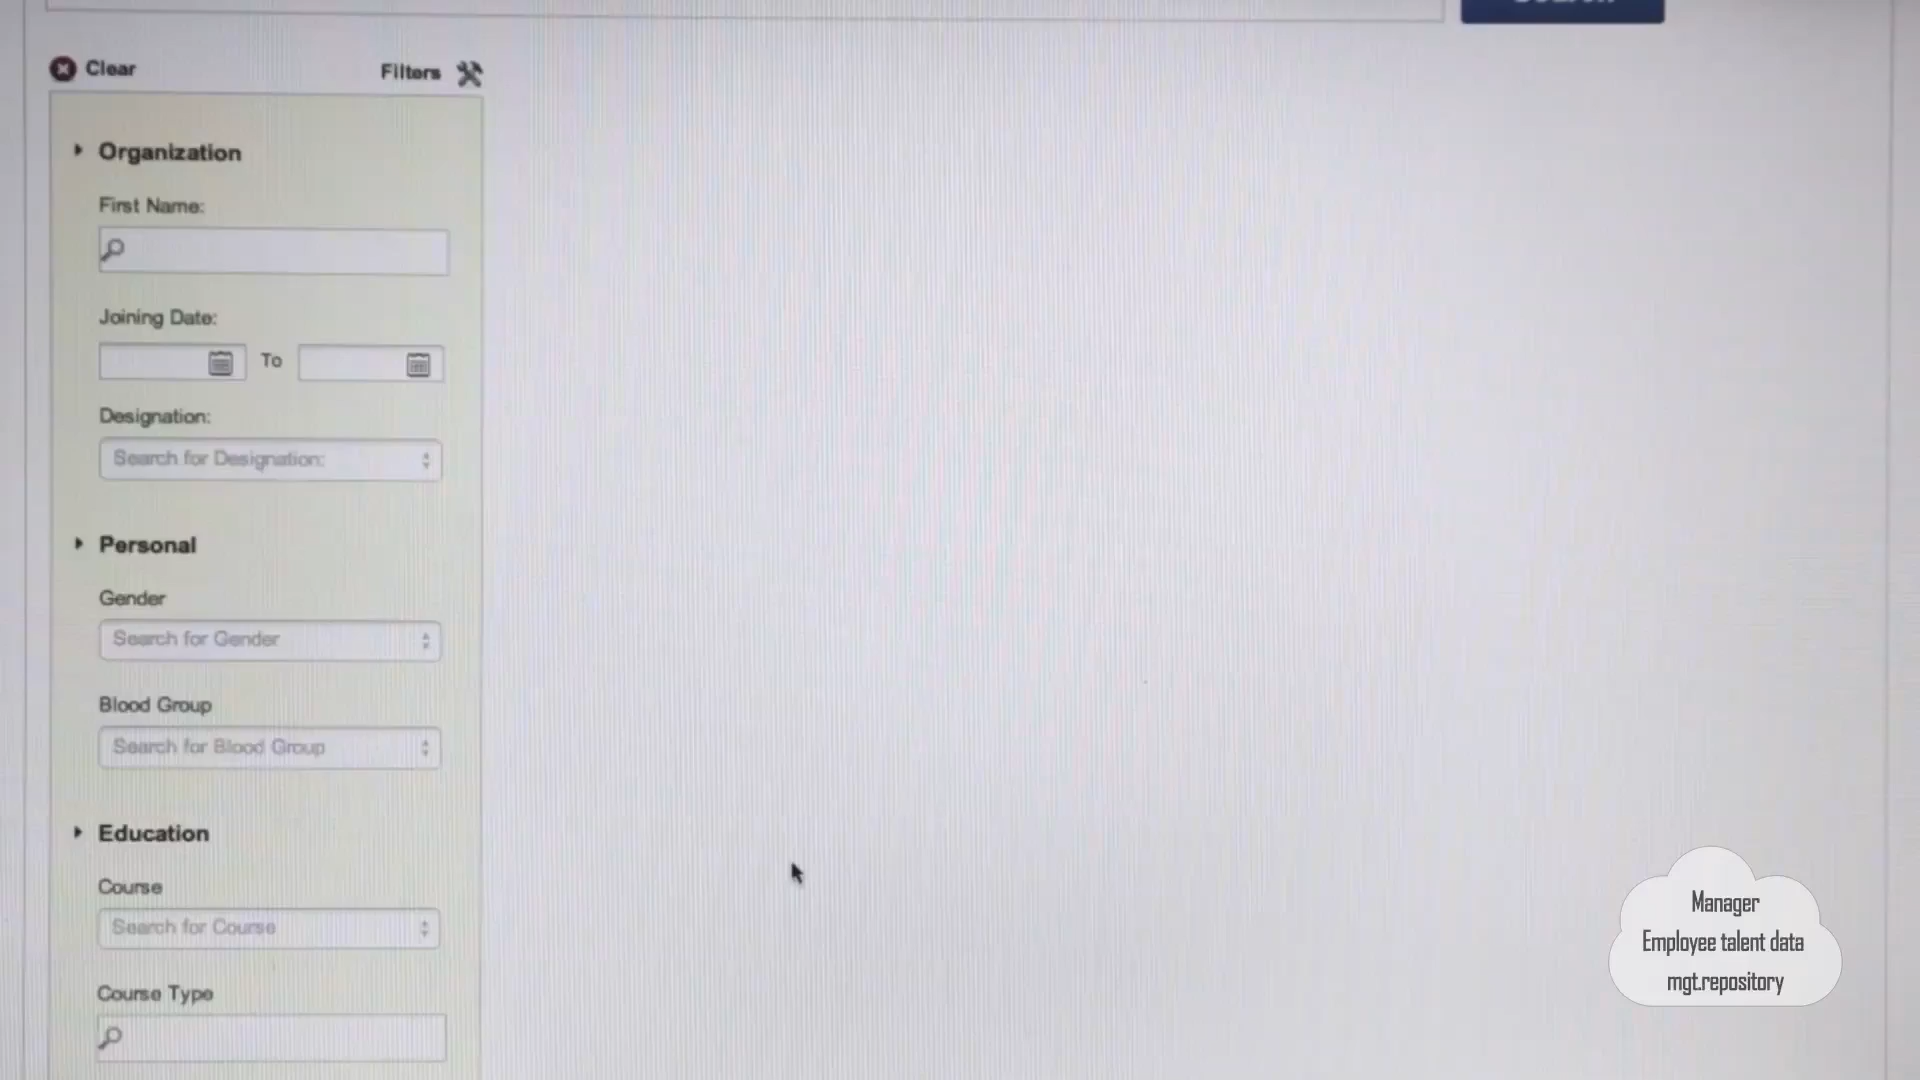 Clear
Filters
Organization
First Name:
Joining Date:
To
Designation:
Search for Designation:
Personal
Gender
Search for Gender
Blood Group
Search for Blood Group
Education
Course
Search for Course
Course Type
Manager
Employee talent data
mgt.repository